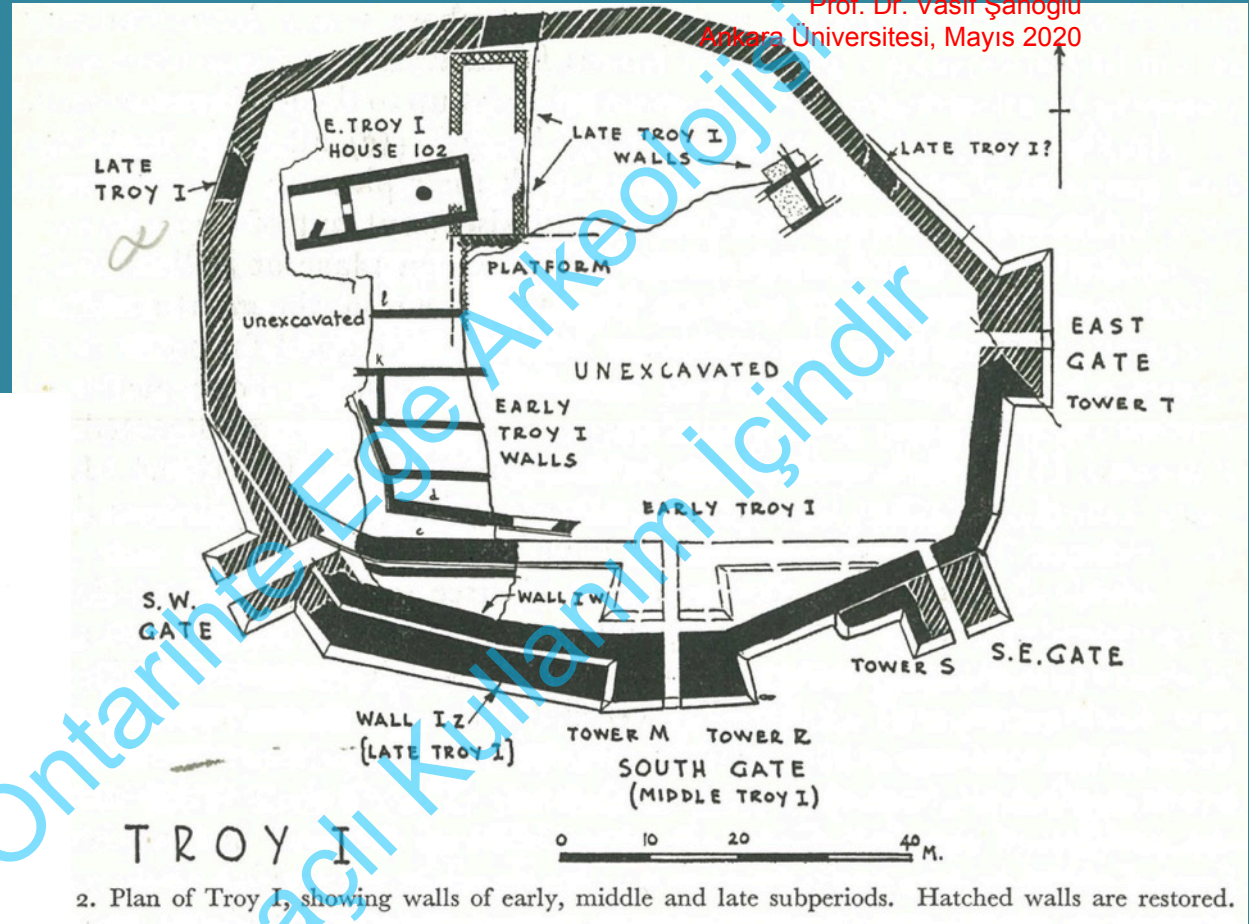 Prof. Dr. Vasıf Şahoğlu
Ankara Üniversitesi, Mayıs 2020
E. TROY I
HOUSE 102
LATE TROY I
WALLS
LATE TROY I?
LATE
TROY I
PLATFORM
l
unexcavated
k
UNEXCAVATED
EAST
GATE
TOWER T
EARLY
TROY I
WALLS
d
c
EARLY TROY I
S.W.
GATE
WALL I W
TOWER S
S.E. GATE
WALL I Z
(LATE TROY I)
TOWER M TOWER R
SOUTH GATE
(MIDDLE TROY I)
TROY I
0 10 20 40 M.
2. Plan of Troy I, showing walls of early, middle and late subperiods. Hatched walls are restored.
Ontarihte Ege Arkeolojisi
açlı Kullanım İçindir